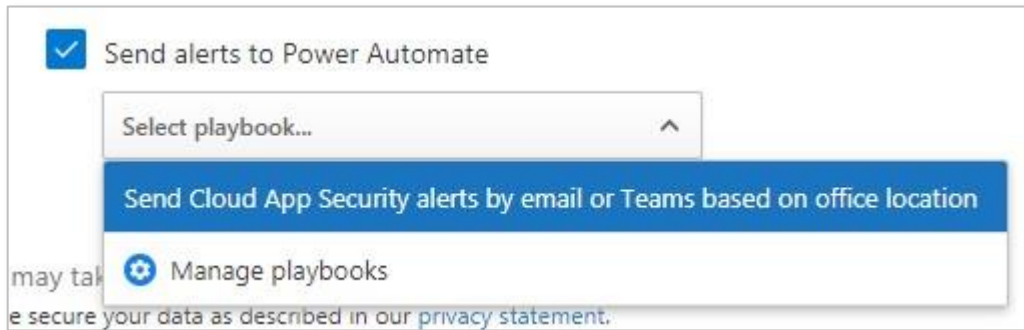 Send alerts to Power Automate
Select playbook...
Send Cloud App Security alerts by email or Teams based on office location
Manage playbooks
may tak
e secure your data as described in our privacy statement.